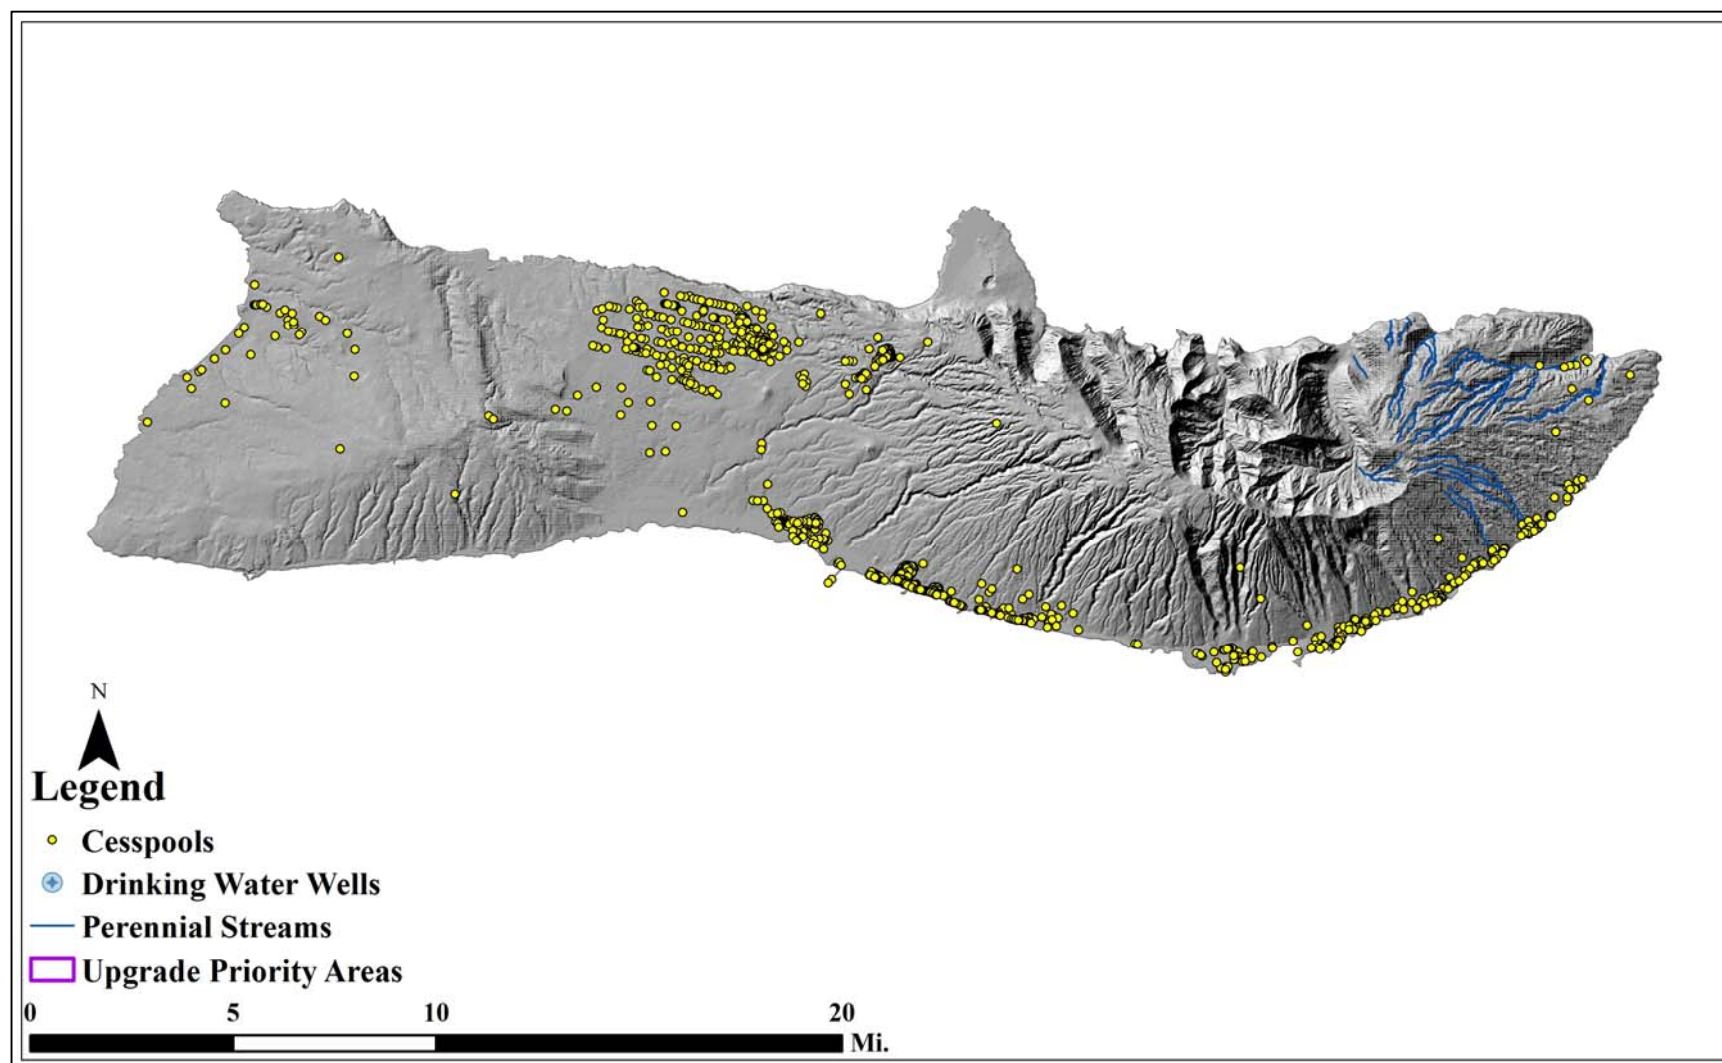 N
Legend
Cesspools
Drinking Water Wells
Perennial Streams
Upgrade Priority Areas
0 5 10 20
Mi.